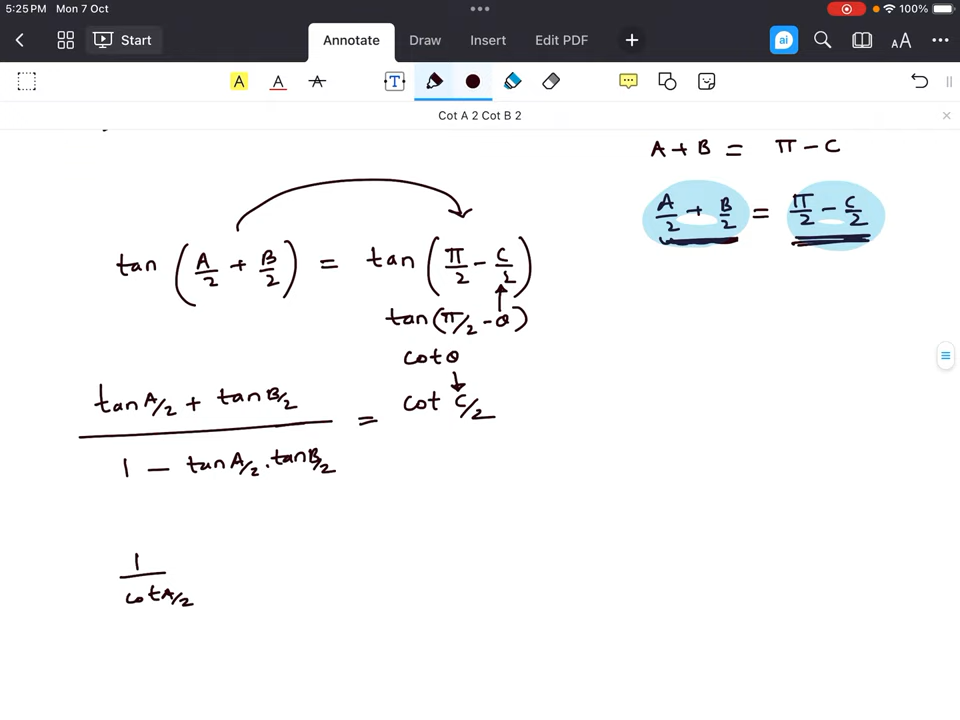 5:25 PM Mon 7 Oct 100%
Start Annotate Draw Insert Edit PDF ai AA
A A A T
Cot A 2 Cot B 2
A + B = π - C
A/2 + B/2 = π/2 - C/2
tan (A/2 + B/2) = tan (π/2 - C/2)
tan(π/2 - θ)
cot θ
tan A/2 + tan B/2 = cot C/2
1 - tan A/2 . tan B/2
1
cot A/2